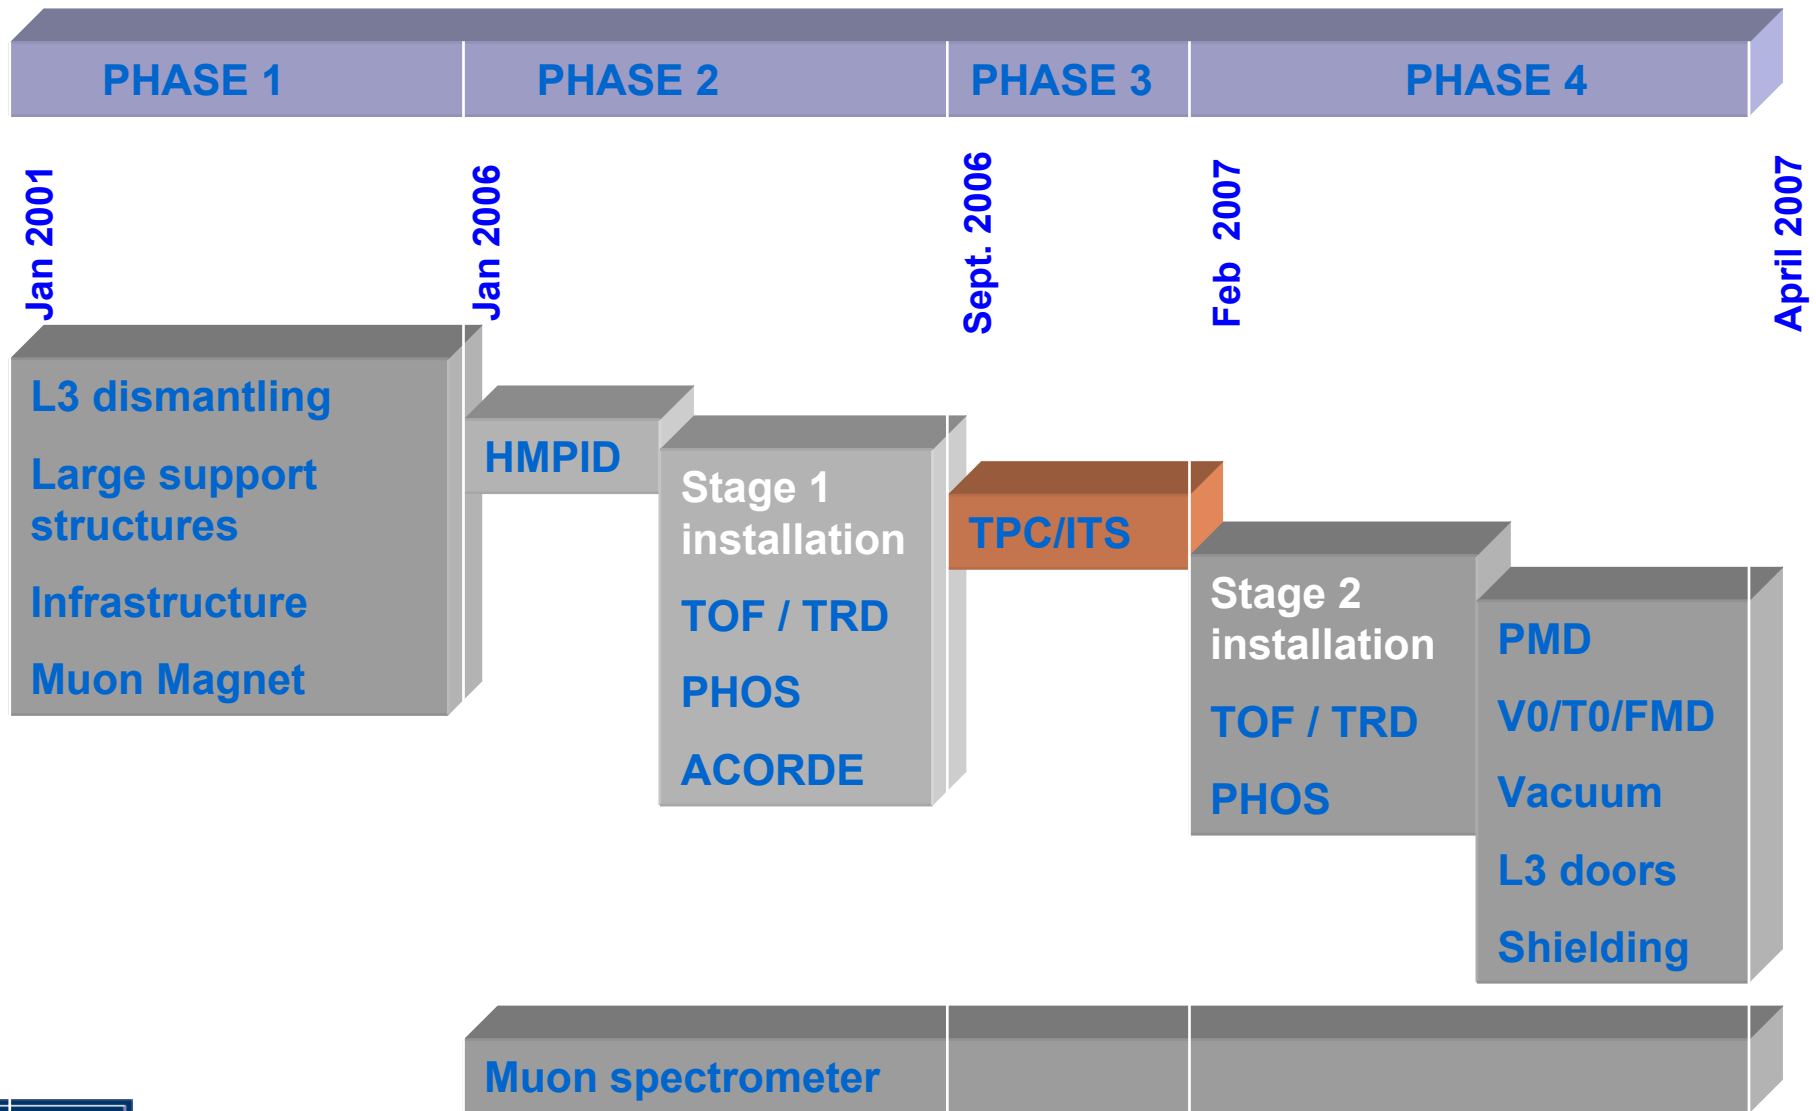 PHASE 1
PHASE 2
PHASE 3
PHASE 4
Jan 2001
Jan 2006
Sept. 2006
Feb 2007
April 2007
L3 dismantling
Large support
structures
Infrastructure
Muon Magnet
HMPID
Stage 1
installation
TOF / TRD
PHOS
ACORDE
TPC/ITS
Stage 2
installation
TOF / TRD
PHOS
PMD
V0/T0/FMD
Vacuum
L3 doors
Shielding
Muon spectrometer